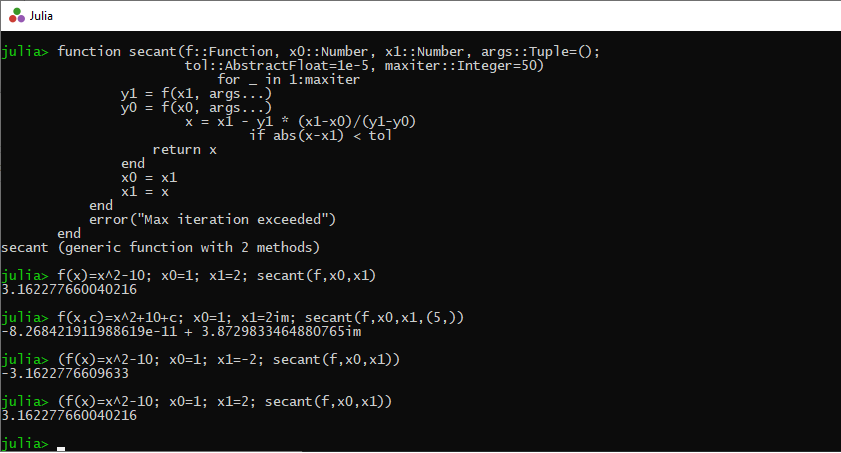 Julia
julia> function secant(f::Function, x0::Number, x1::Number, args::Tuple=();
tol::AbstractFloat=1e-5, maxiter::Integer=50)
for _ in 1:maxiter
y1 = f(x1, args...)
y0 = f(x0, args...)
x = x1 - y1 * (x1-x0)/(y1-y0)
if abs(x-x1) < tol
return x
end
x0 = x1
x1 = x
end
error("Max iteration exceeded")
end
secant (generic function with 2 methods)
julia> f(x)=x^2-10; x0=1; x1=2; secant(f,x0,x1)
3.162277660040216
julia> f(x,c)=x^2+10+c; x0=1; x1=2im; secant(f,x0,x1,(5,))
-8.268421911988619e-11 + 3.8729833464880765im
julia> (f(x)=x^2-10; x0=1; x1=-2; secant(f,x0,x1))
-3.1622776609633
julia> (f(x)=x^2-10; x0=1; x1=2; secant(f,x0,x1))
3.162277660040216
julia>